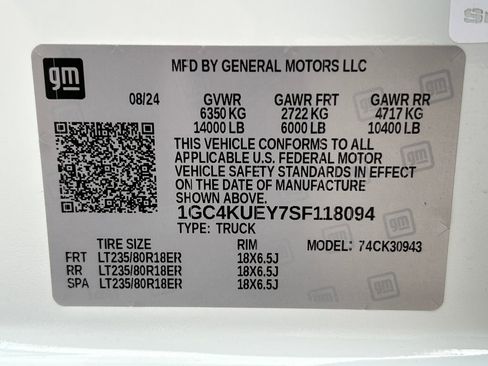 gm
MFD BY GENERAL MOTORS LLC
08/24 GVWR GAWR FRT GAWR RR
6350 KG 2722 KG 4717 KG
14000 LB 6000 LB 10400 LB
THIS VEHICLE CONFORMS TO ALL
APPLICABLE U.S. FEDERAL MOTOR
VEHICLE SAFETY STANDARDS IN EFFECT
ON THE DATE OF MANUFACTURE
SHOWN ABOVE.
1GC4KUEY7SF118094
TYPE: TRUCK
TIRE SIZE RIM MODEL: 74CK30943
FRT LT235/80R18ER 18X6.5J
RR LT235/80R18ER 18X6.5J
SPA LT235/80R18ER 18X6.5J